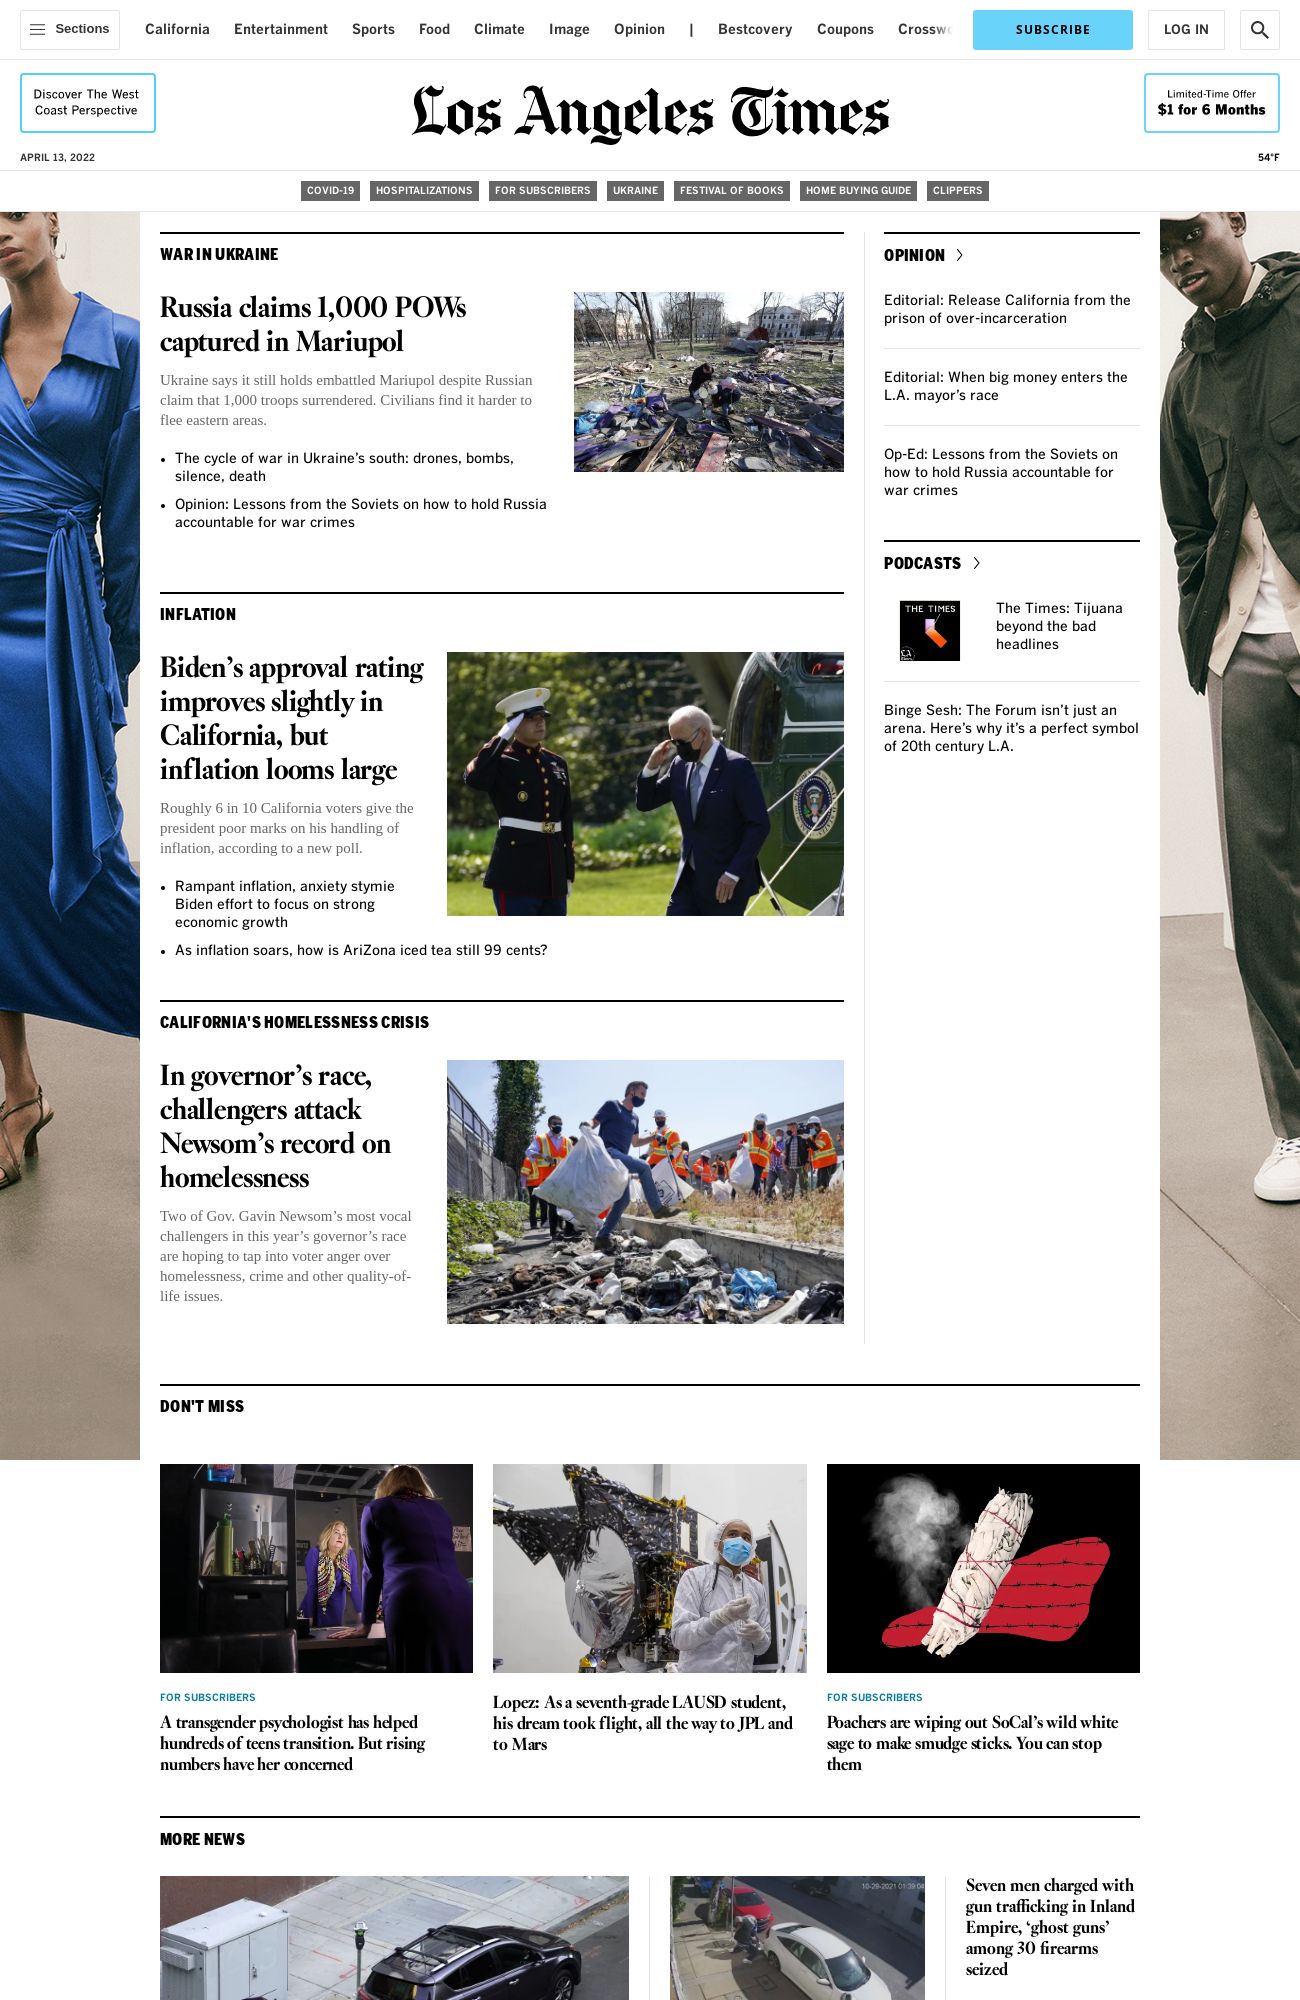 Sections
California
Entertainment
Sports
Food
Climate
Image
Opinion
|
Bestcovery
Coupons
SUBSCRIBE
LOG IN
Discover The West
Coast Perspective
Los Angeles Times
Limited-Time Offer
$1 for 6 Months
APRIL 13, 2022
54°F
COVID-19
HOSPITALIZATIONS
FOR SUBSCRIBERS
UKRAINE
FESTIVAL OF BOOKS
HOME BUYING GUIDE
CLIPPERS
WAR IN UKRAINE
Russia claims 1,000 POWs
captured in Mariupol
Ukraine says it still holds embattled Mariupol despite Russian
claim that 1,000 troops surrendered. Civilians find it harder to
flee eastern areas.
• The cycle of war in Ukraine’s south: drones, bombs,
silence, death
• Opinion: Lessons from the Soviets on how to hold Russia
accountable for war crimes
INFLATION
Biden’s approval rating
improves slightly in
California, but
inflation looms large
Roughly 6 in 10 California voters give the
president poor marks on his handling of
inflation, according to a new poll.
• Rampant inflation, anxiety stymie
Biden effort to focus on strong
economic growth
• As inflation soars, how is AriZona iced tea still 99 cents?
CALIFORNIA'S HOMELESSNESS CRISIS
In governor’s race,
challengers attack
Newsom’s record on
homelessness
Two of Gov. Gavin Newsom’s most vocal
challengers in this year’s governor’s race
are hoping to tap into voter anger over
homelessness, crime and other quality-of-
life issues.
OPINION
Editorial: Release California from the
prison of over-incarceration
Editorial: When big money enters the
L.A. mayor’s race
Op-Ed: Lessons from the Soviets on
how to hold Russia accountable for
war crimes
PODCASTS
THE TIMES
The Times: Tijuana
beyond the bad
headlines
Binge Sesh: The Forum isn’t just an
arena. Here’s why it’s a perfect symbol
of 20th century L.A.
DON'T MISS
FOR SUBSCRIBERS
A transgender psychologist has helped
hundreds of teens transition. But rising
numbers have her concerned
Lopez: As a seventh-grade LAUSD student,
his dream took flight, all the way to JPL and
to Mars
FOR SUBSCRIBERS
Poachers are wiping out SoCal’s wild white
sage to make smudge sticks. You can stop
them
MORE NEWS
10-29-2021 01:39:04
Seven men charged with
gun trafficking in Inland
Empire, ‘ghost guns’
among 30 firearms
seized